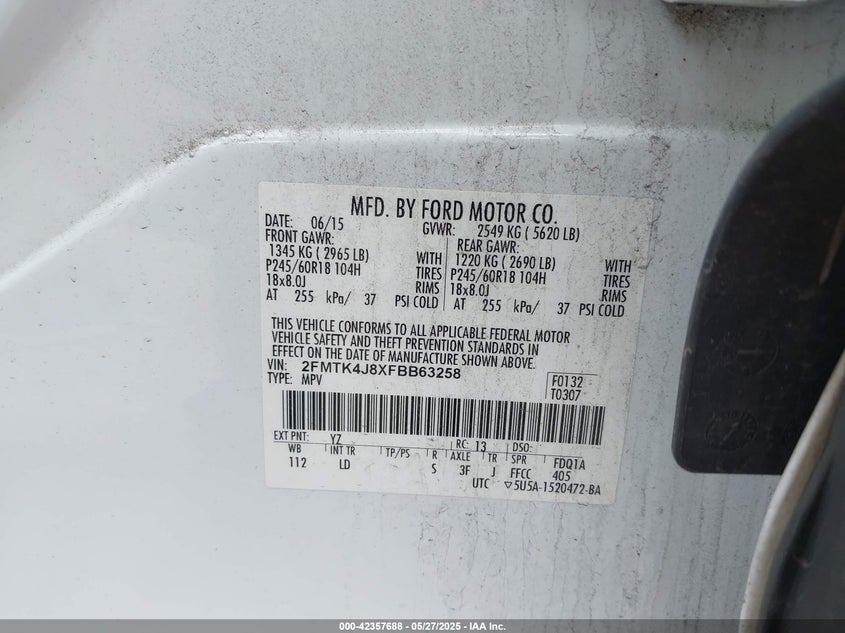 MFD. BY FORD MOTOR CO.
DATE: 06/15 GVWR: 2549 KG ( 5620 LB)
FRONT GAWR: REAR GAWR:
1345 KG ( 2965 LB) WITH 1220 KG ( 2690 LB) WITH
P245/60R18 104H TIRES P245/60R18 104H TIRES
18x8.0J RIMS 18x8.0J RIMS
AT 255 kPa/ 37 PSI COLD AT 255 kPa/ 37 PSI COLD
THIS VEHICLE CONFORMS TO ALL APPLICABLE FEDERAL MOTOR
VEHICLE SAFETY AND THEFT PREVENTION STANDARDS IN
EFFECT ON THE DATE OF MANUFACTURE SHOWN ABOVE.
VIN: 2FMTK4J8XFBB63258
TYPE: MPV
F0132
T0307
EXT PNT: YZ RC: 13 DSO:
WB INT TR TP/PS R AXLE TR SPR FDQ1A
112 LD S 3F J FFCC 405
UTC ▽5U5A-1520472-BA
000-42357688 — 05/27/2025 — IAA Inc.